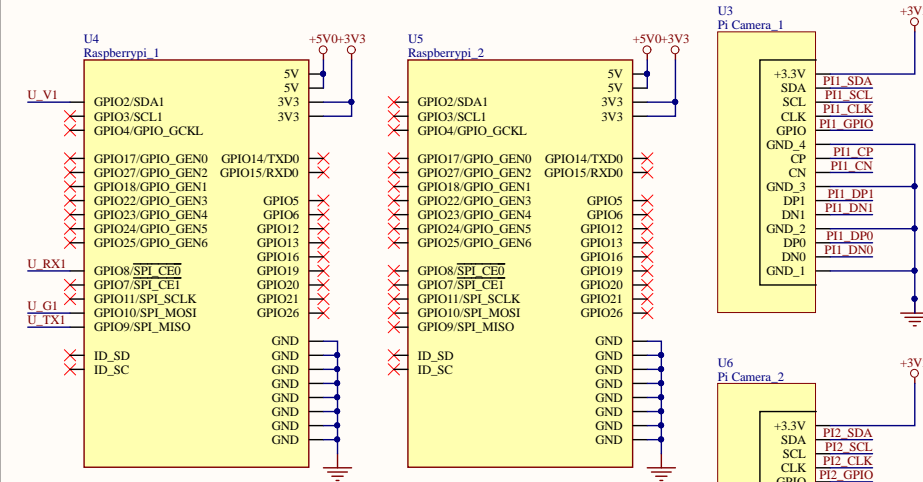 U4
Raspberrypi_1
+5V0
+3V3
5V
5V
U_V1
GPIO2/SDA1
3V3
GPIO3/SCL1
3V3
GPIO4/GPIO_GCKL
GPIO17/GPIO_GEN0
GPIO14/TXD0
GPIO27/GPIO_GEN2
GPIO15/RXD0
GPIO18/GPIO_GEN1
GPIO22/GPIO_GEN3
GPIO5
GPIO23/GPIO_GEN4
GPIO6
GPIO24/GPIO_GEN5
GPIO12
GPIO25/GPIO_GEN6
GPIO13
GPIO16
U_RX1
GPIO8/SPI_CE0
GPIO19
GPIO7/SPI_CE1
GPIO20
GPIO11/SPI_SCLK
GPIO21
U_G1
GPIO10/SPI_MOSI
GPIO26
U_TX1
GPIO9/SPI_MISO
GND
ID_SD
GND
ID_SC
GND
GND
GND
GND
GND
GND
U5
Raspberrypi_2
+5V0
+3V3
5V
5V
GPIO2/SDA1
3V3
GPIO3/SCL1
3V3
GPIO4/GPIO_GCKL
GPIO17/GPIO_GEN0
GPIO14/TXD0
GPIO27/GPIO_GEN2
GPIO15/RXD0
GPIO18/GPIO_GEN1
GPIO22/GPIO_GEN3
GPIO5
GPIO23/GPIO_GEN4
GPIO6
GPIO24/GPIO_GEN5
GPIO12
GPIO25/GPIO_GEN6
GPIO13
GPIO16
GPIO8/SPI_CE0
GPIO19
GPIO7/SPI_CE1
GPIO20
GPIO11/SPI_SCLK
GPIO21
GPIO10/SPI_MOSI
GPIO26
GPIO9/SPI_MISO
GND
ID_SD
GND
ID_SC
GND
GND
GND
GND
GND
GND
U3
Pi Camera_1
+3V
+3.3V
SDA
PI1_SDA
SCL
PI1_SCL
CLK
PI1_CLK
GPIO
PI1_GPIO
GND_4
CP
PI1_CP
CN
PI1_CN
GND_3
DP1
PI1_DP1
DN1
PI1_DN1
GND_2
DP0
PI1_DP0
DN0
PI1_DN0
GND_1
U6
Pi Camera_2
+3V
+3.3V
SDA
PI2_SDA
SCL
PI2_SCL
CLK
PI2_CLK
GPIO
PI2_GPIO